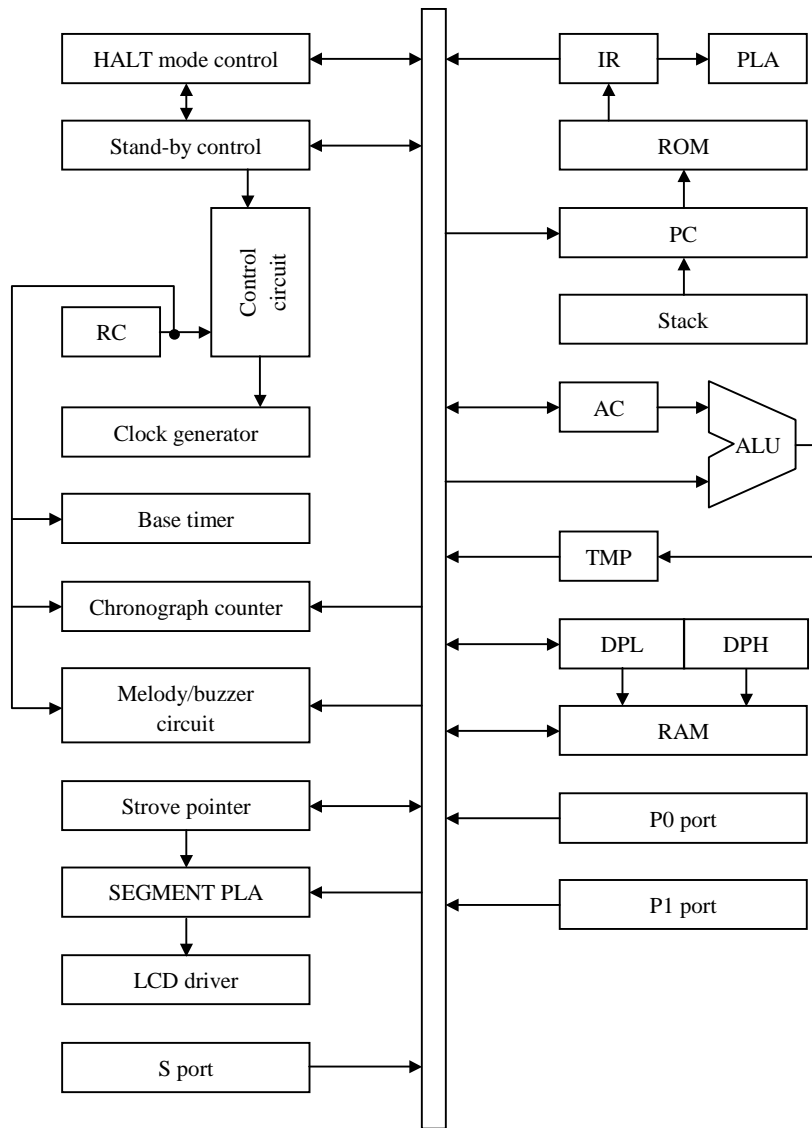 HALT mode control
Stand-by control
Control
circuit
RC
Clock generator
Base timer
Chronograph counter
Melody/buzzer
circuit
Strove pointer
SEGMENT PLA
LCD driver
S port
IR
PLA
ROM
PC
Stack
AC
ALU
TMP
DPL
DPH
RAM
P0 port
P1 port